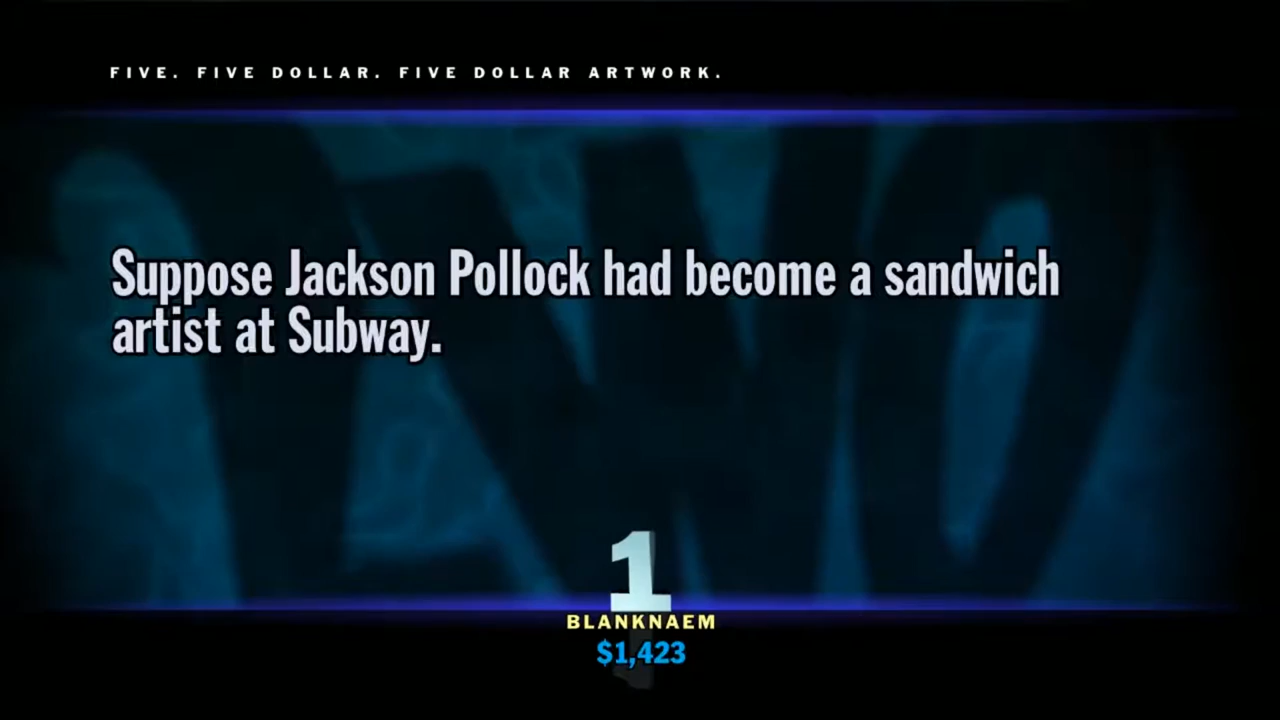 FIVE. FIVE DOLLAR. FIVE DOLLAR ARTWORK.
Suppose Jackson Pollock had become a sandwich
artist at Subway.
1
BLANKNAEM
$1,423